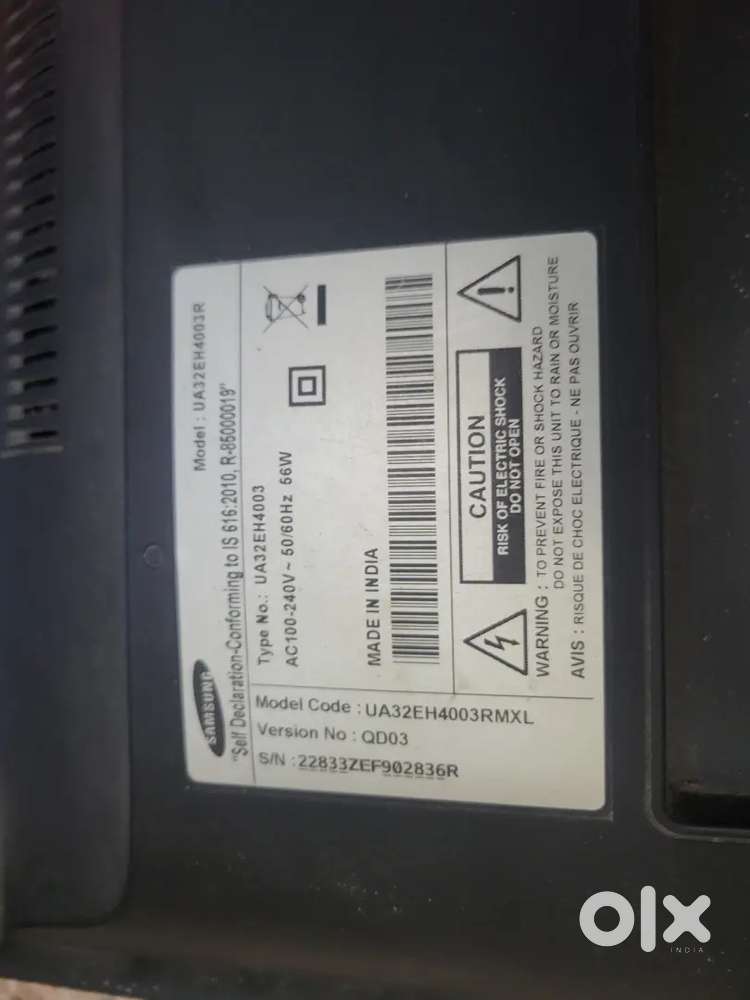 SAMSUNG
Model : UA32EH4003R
"Self Declaration-Conforming to IS 616:2010, R-85000019"
Type No.: UA32EH4003
AC100-240V~ 50/60Hz 56W
MADE IN INDIA
CAUTION
RISK OF ELECTRIC SHOCK
DO NOT OPEN
WARNING : TO PREVENT FIRE OR SHOCK HAZARD
DO NOT EXPOSE THIS UNIT TO RAIN OR MOISTURE
AVIS : RISQUE DE CHOC ELECTRIQUE - NE PAS OUVRIR
Model Code : UA32EH4003RMXL
Version No : QD03
S/N : 22833ZEF902836R
olx
INDIA